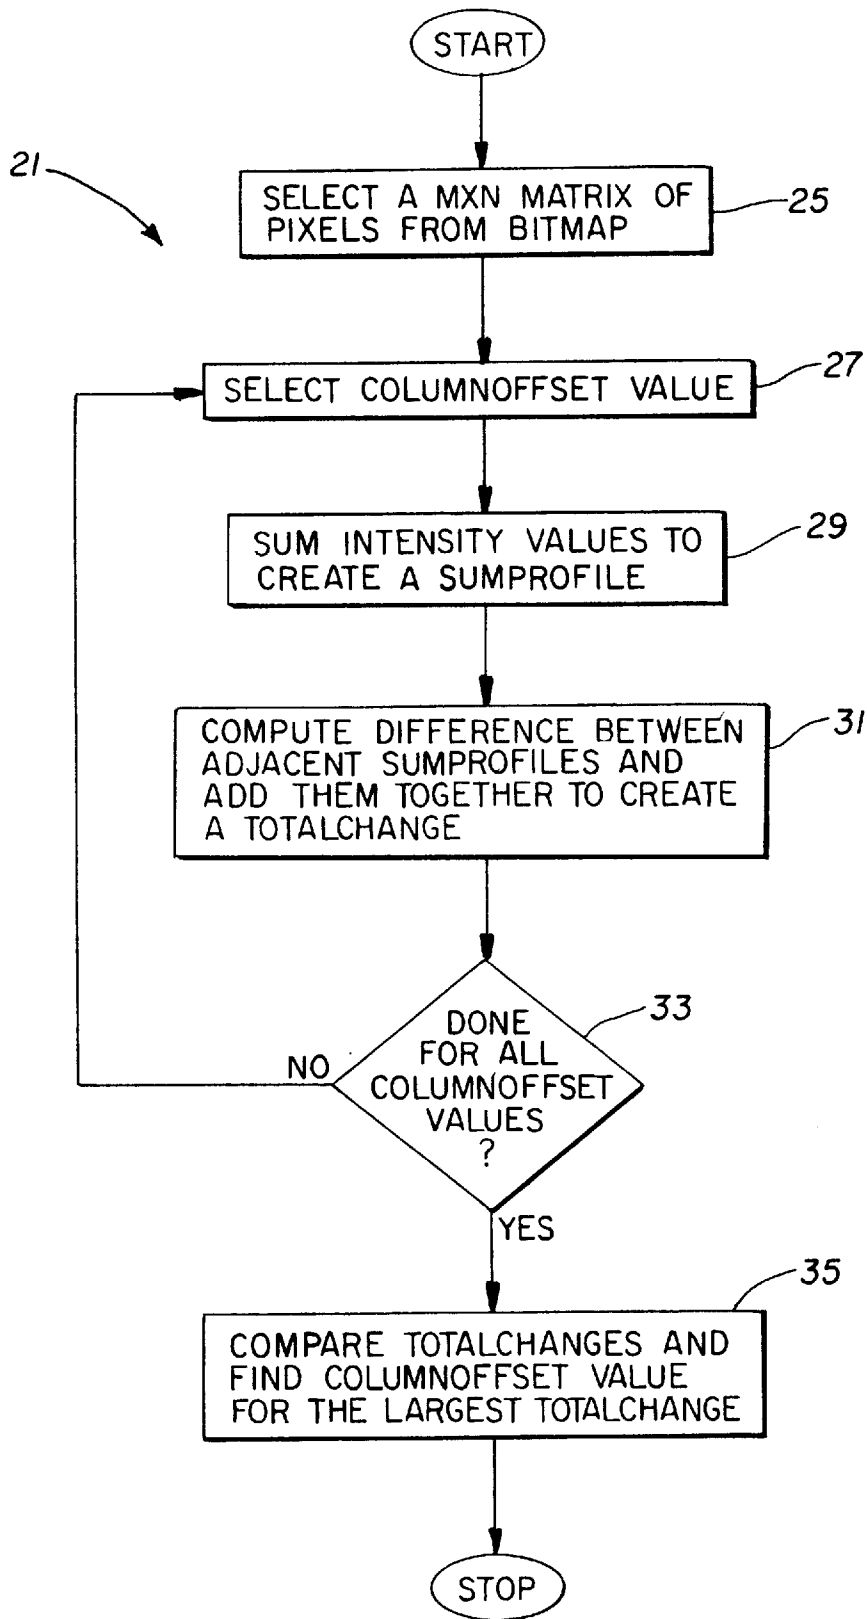 START
21
SELECT A MXN MATRIX OF
PIXELS FROM BITMAP
25
SELECT COLUMNOFFSET VALUE
27
SUM INTENSITY VALUES TO
CREATE A SUMPROFILE
29
COMPUTE DIFFERENCE BETWEEN
ADJACENT SUMPROFILES AND
ADD THEM TOGETHER TO CREATE
A TOTALCHANGE
31
DONE
FOR ALL
COLUMNOFFSET
VALUES
?
33
NO
YES
COMPARE TOTALCHANGES AND
FIND COLUMNOFFSET VALUE
FOR THE LARGEST TOTALCHANGE
35
STOP